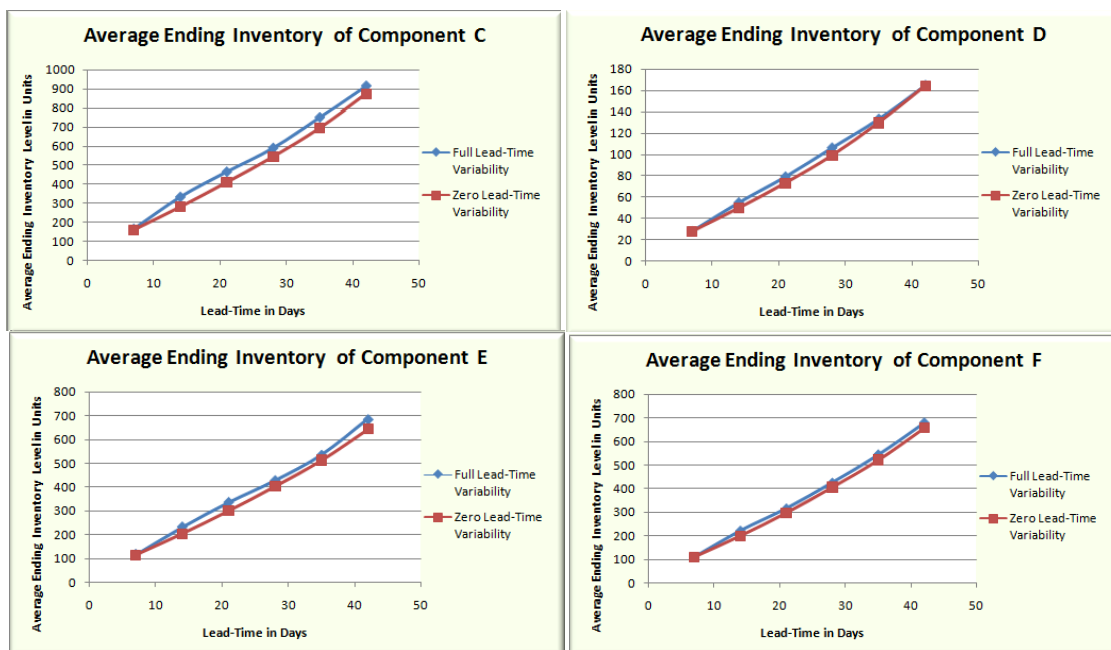 Average Ending Inventory of Component C
Average Ending Inventory Level in Units
1000
900
800
700
600
500
400
300
200
100
0
0 10 20 30 40 50
Lead-Time in Days
Full Lead-Time
Variability
Zero Lead-Time
Variability
Average Ending Inventory of Component D
Average Ending Inventory Level in Units
180
160
140
120
100
80
60
40
20
0
0 10 20 30 40 50
Lead-Time in Days
Full Lead-Time
Variability
Zero Lead-Time
Variability
Average Ending Inventory of Component E
Average Ending Inventory Level in Units
800
700
600
500
400
300
200
100
0
0 10 20 30 40 50
Lead-Time in Days
Full Lead-Time
Variability
Zero Lead-Time
Variability
Average Ending Inventory of Component F
Average Ending Inventory Level in Units
800
700
600
500
400
300
200
100
0
0 10 20 30 40 50
Lead-Time in Days
Full Lead-Time
Variability
Zero Lead-Time
Variability